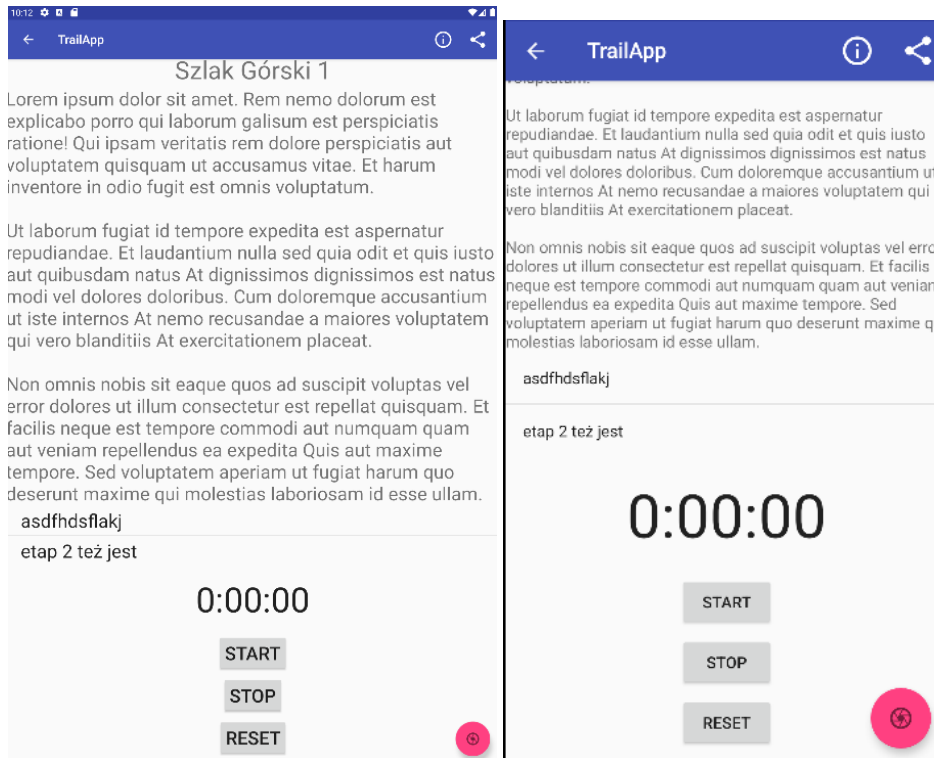 10:12
TrailApp
Szlak Górski 1
Lorem ipsum dolor sit amet. Rem nemo dolorum est
explicabo porro qui laborum galisum est perspiciatis
ratione! Qui ipsam veritatis rem dolore perspiciatis aut
voluptatem quisquam ut accusamus vitae. Et harum
inventore in odio fugit est omnis voluptatum.
Ut laborum fugiat id tempore expedita est aspernatur
repudiandae. Et laudantium nulla sed quia odit et quis iusto
aut quibusdam natus At dignissimos dignissimos est natus
modi vel dolores doloribus. Cum doloremque accusantium
ut iste internos At nemo recusandae a maiores voluptatem
qui vero blanditiis At exercitationem placeat.
Non omnis nobis sit eaque quos ad suscipit voluptas vel
error dolores ut illum consectetur est repellat quisquam. Et
facilis neque est tempore commodi aut numquam quam
aut veniam repellendus ea expedita Quis aut maxime
tempore. Sed voluptatem aperiam ut fugiat harum quo
deserunt maxime qui molestias laboriosam id esse ullam.
asdfhdsflakj
etap 2 też jest
0:00:00
START
STOP
RESET
TrailApp
voluptatum.
Ut laborum fugiat id tempore expedita est aspernatur
repudiandae. Et laudantium nulla sed quia odit et quis iusto
aut quibusdam natus At dignissimos dignissimos est natus
modi vel dolores doloribus. Cum doloremque accusantium ut
iste internos At nemo recusandae a maiores voluptatem qui
vero blanditiis At exercitationem placeat.
Non omnis nobis sit eaque quos ad suscipit voluptas vel erro
dolores ut illum consectetur est repellat quisquam. Et facilis
neque est tempore commodi aut numquam quam aut veniam
repellendus ea expedita Quis aut maxime tempore. Sed
voluptatem aperiam ut fugiat harum quo deserunt maxime q
molestias laboriosam id esse ullam.
asdfhdsflakj
etap 2 też jest
0:00:00
START
STOP
RESET